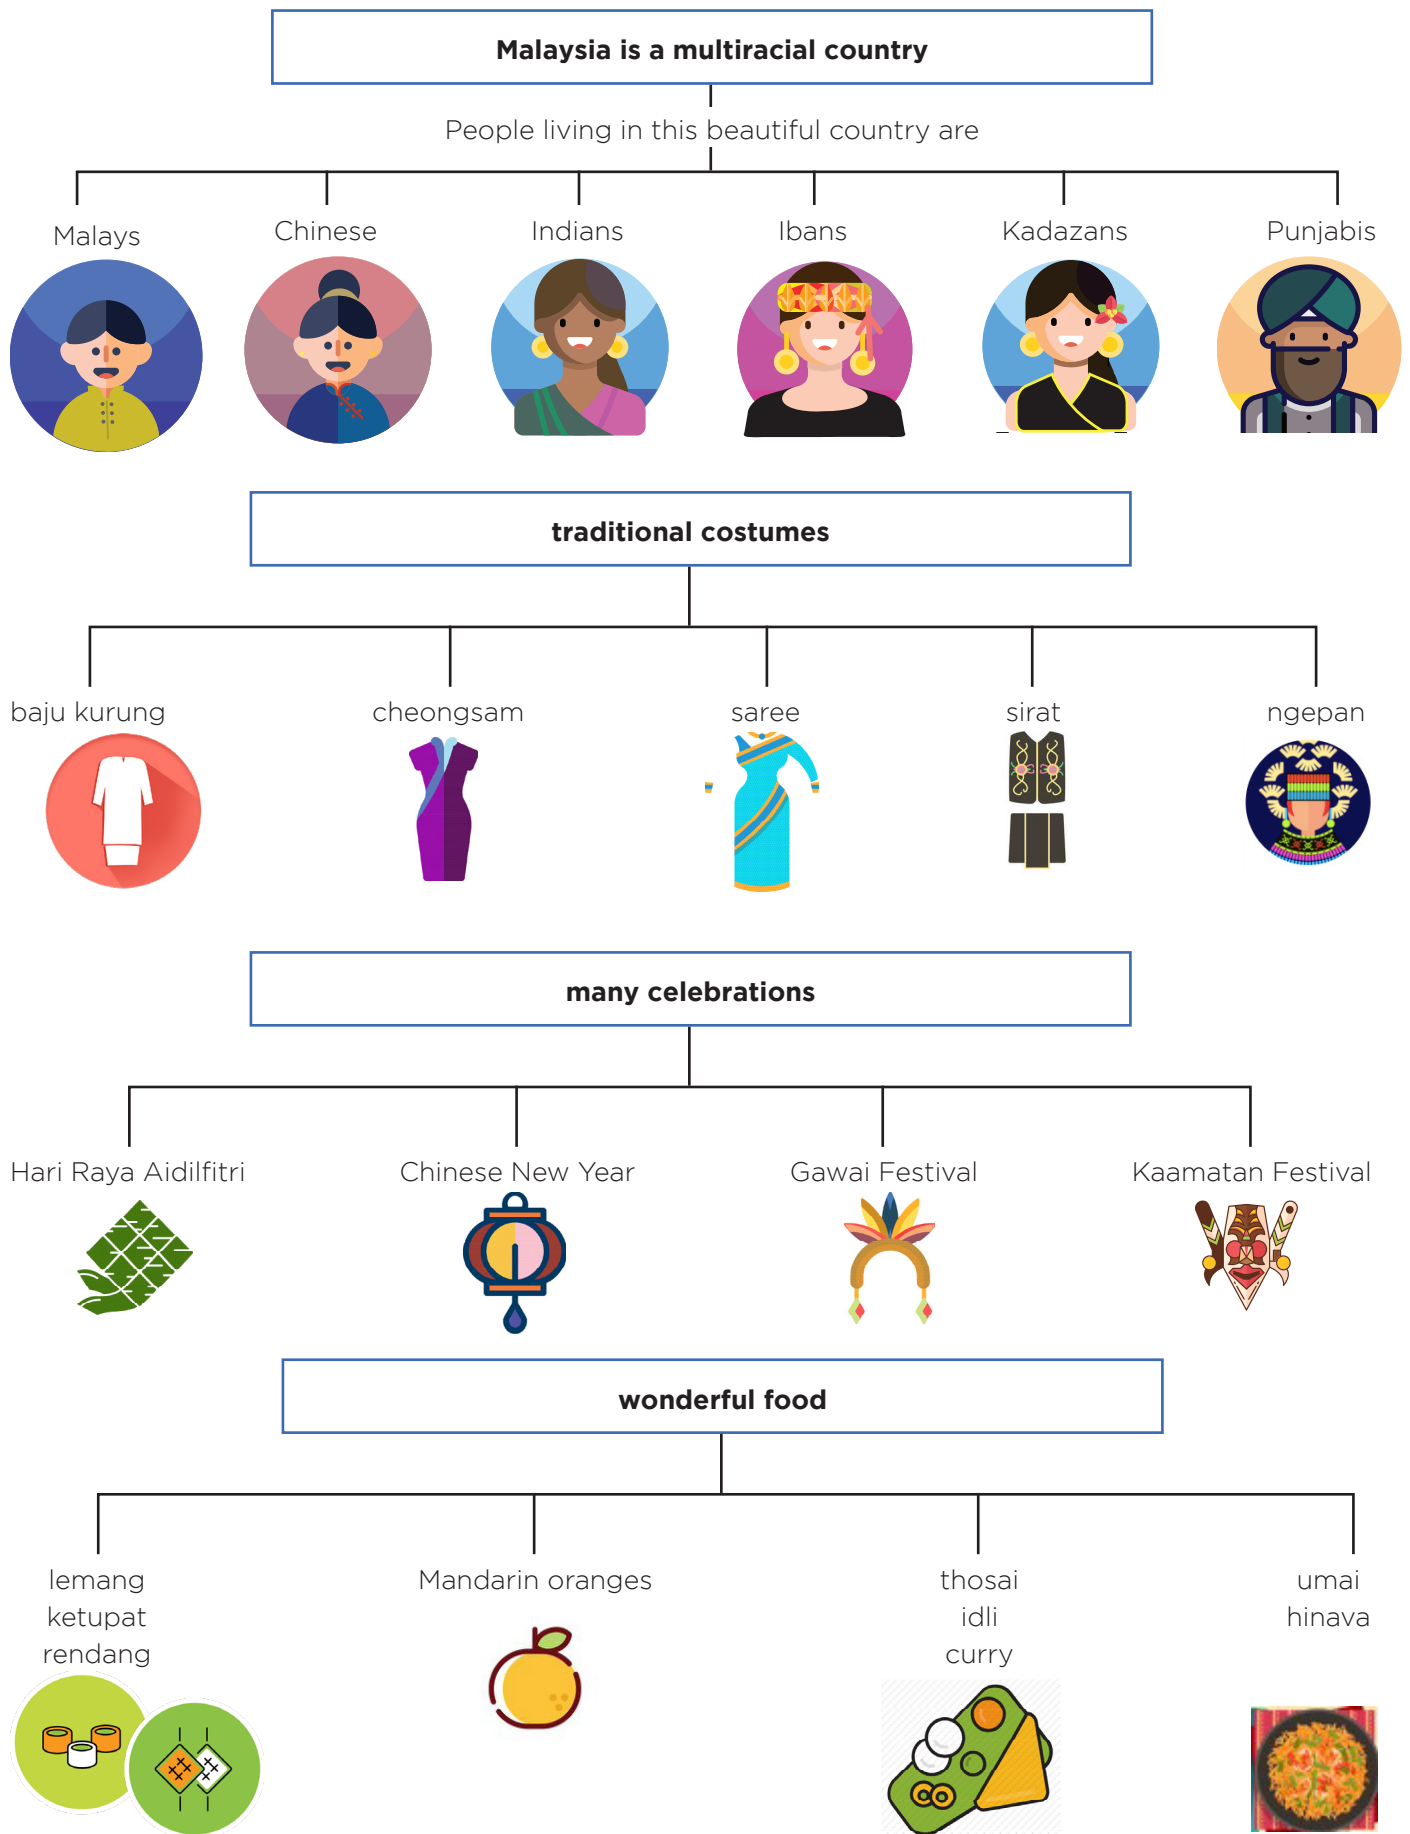 Malaysia is a multiracial country
People living in this beautiful country are
Malays
Chinese
Indians
Ibans
Kadazans
Punjabis
traditional costumes
baju kurung
cheongsam
saree
sirat
ngepan
many celebrations
Hari Raya Aidilfitri
Chinese New Year
Gawai Festival
Kaamatan Festival
wonderful food
lemang
ketupat
rendang
Mandarin oranges
thosai
idli
curry
umai
hinava